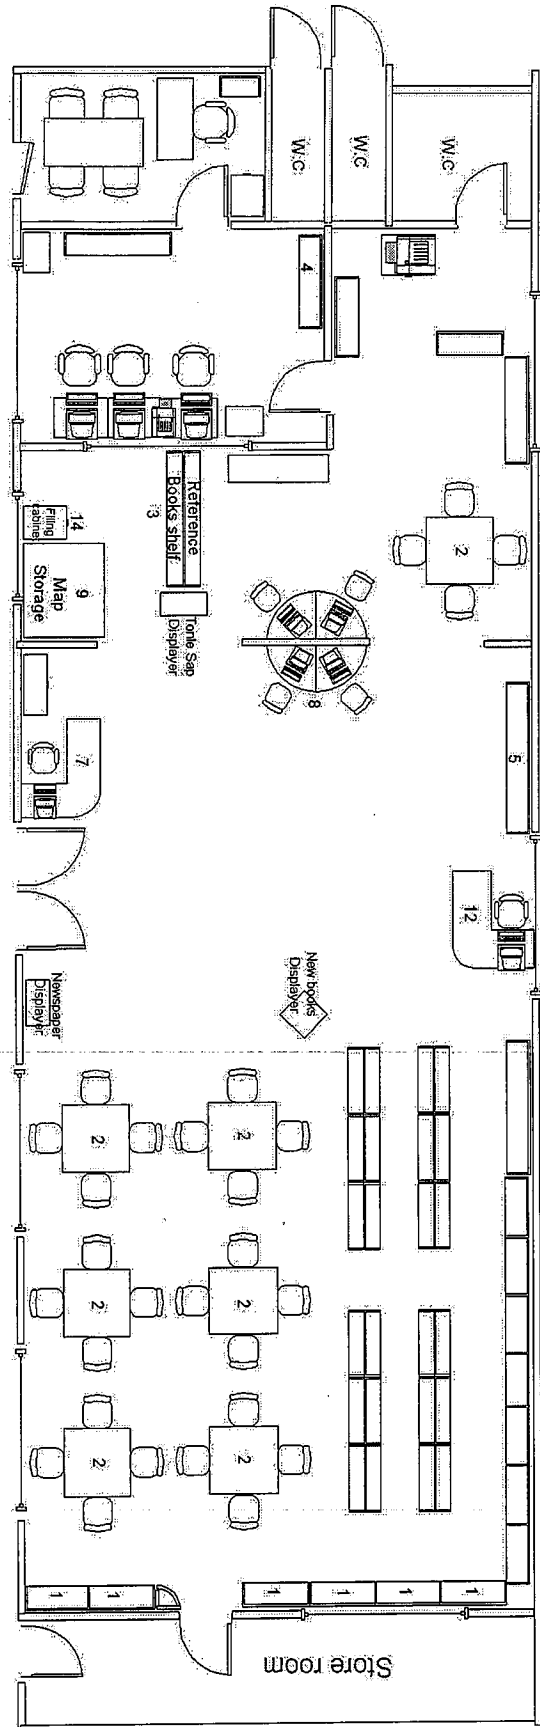 W.C
W.C
W.C
4
Reference
Books shelf
3
14
Filing
cabinet
9
Map
Storage
Tonle Sap
Displayer
2
8
5
7
12
New books
Displayer
Newspaper
Displayer
2
2
2
2
2
2
1
1
1
1
1
1
Store room